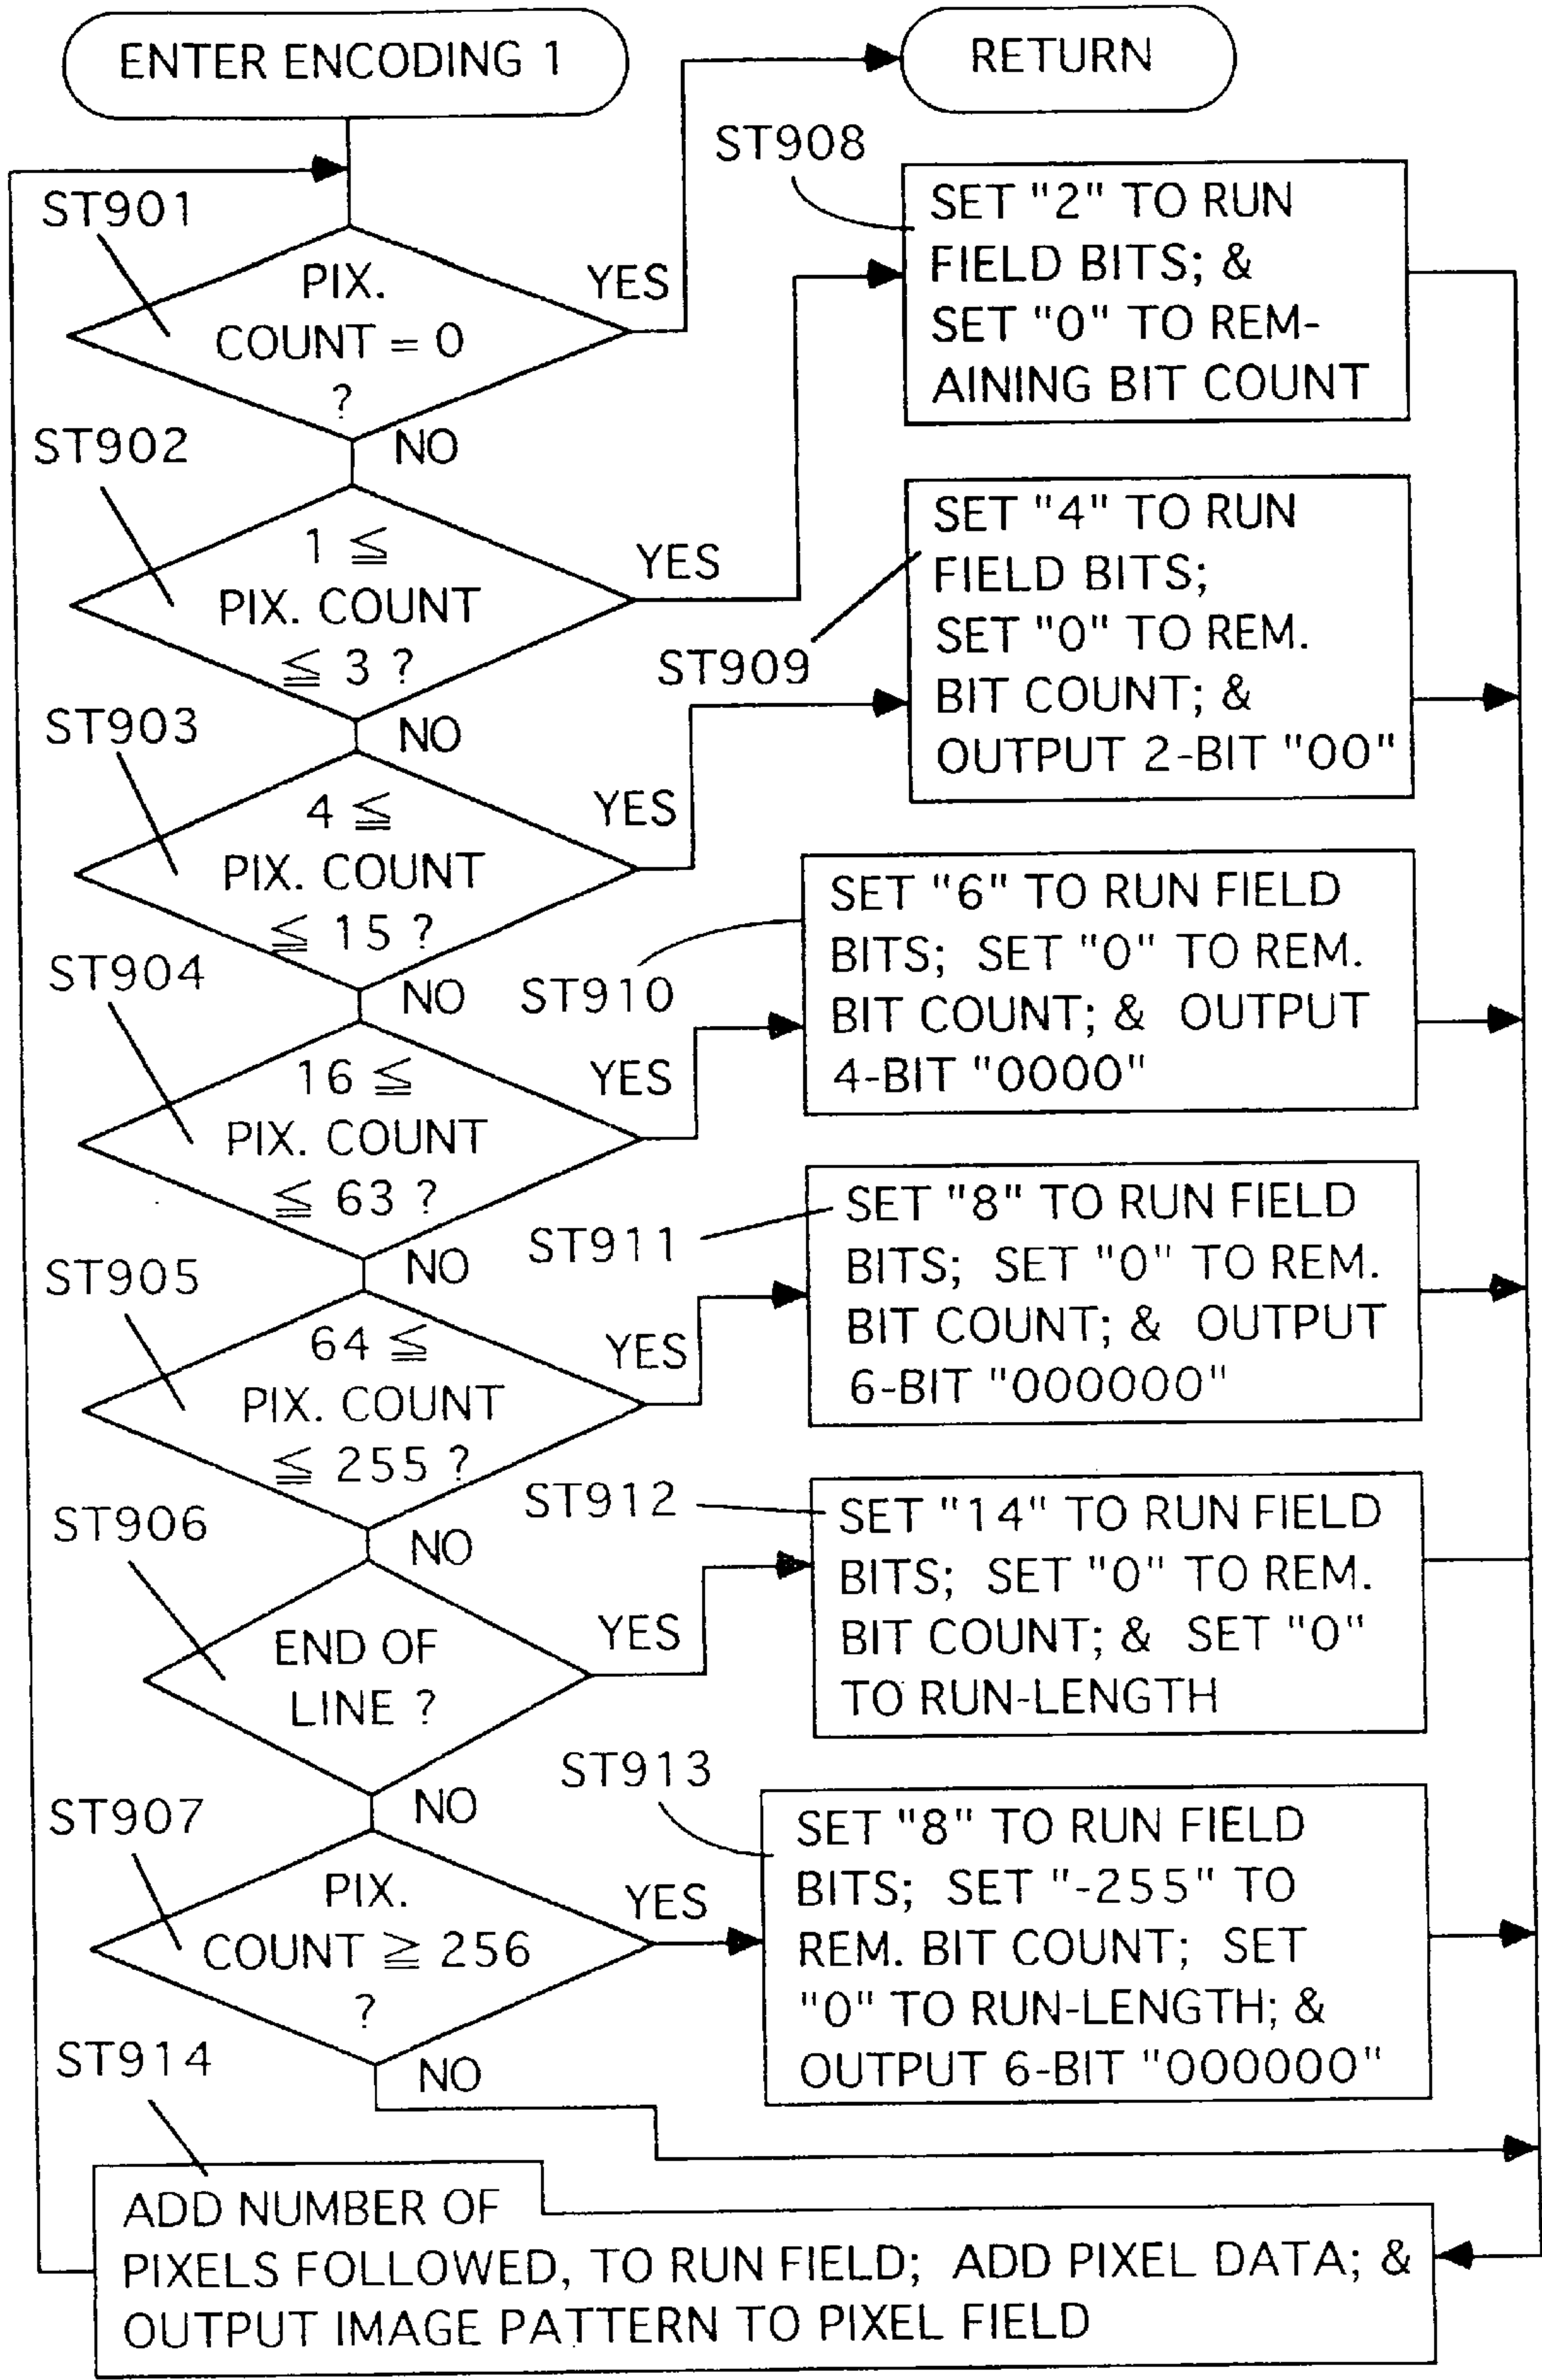 ENTER ENCODING 1
RETURN
ST901
PIX.
COUNT = 0
?
YES
NO
ST908
SET "2" TO RUN
FIELD BITS; &
SET "0" TO REM-
AINING BIT COUNT
ST902
1 ≦
PIX. COUNT
≦ 3 ?
YES
NO
ST909
SET "4" TO RUN
FIELD BITS;
SET "0" TO REM.
BIT COUNT; &
OUTPUT 2-BIT "00"
ST903
4 ≦
PIX. COUNT
≦ 15 ?
YES
NO
ST910
SET "6" TO RUN FIELD
BITS; SET "0" TO REM.
BIT COUNT; & OUTPUT
4-BIT "0000"
ST904
16 ≦
PIX. COUNT
≦ 63 ?
YES
NO
ST911
SET "8" TO RUN FIELD
BITS; SET "0" TO REM.
BIT COUNT; & OUTPUT
6-BIT "000000"
ST905
64 ≦
PIX. COUNT
≦ 255 ?
YES
NO
ST912
SET "14" TO RUN FIELD
BITS; SET "0" TO REM.
BIT COUNT; & SET "0"
TO RUN-LENGTH
ST906
END OF
LINE ?
YES
NO
ST913
SET "8" TO RUN FIELD
BITS; SET "-255" TO
REM. BIT COUNT; SET
"0" TO RUN-LENGTH; &
OUTPUT 6-BIT "000000"
ST907
PIX.
COUNT ≧ 256
?
YES
NO
ST914
ADD NUMBER OF
PIXELS FOLLOWED, TO RUN FIELD; ADD PIXEL DATA; &
OUTPUT IMAGE PATTERN TO PIXEL FIELD